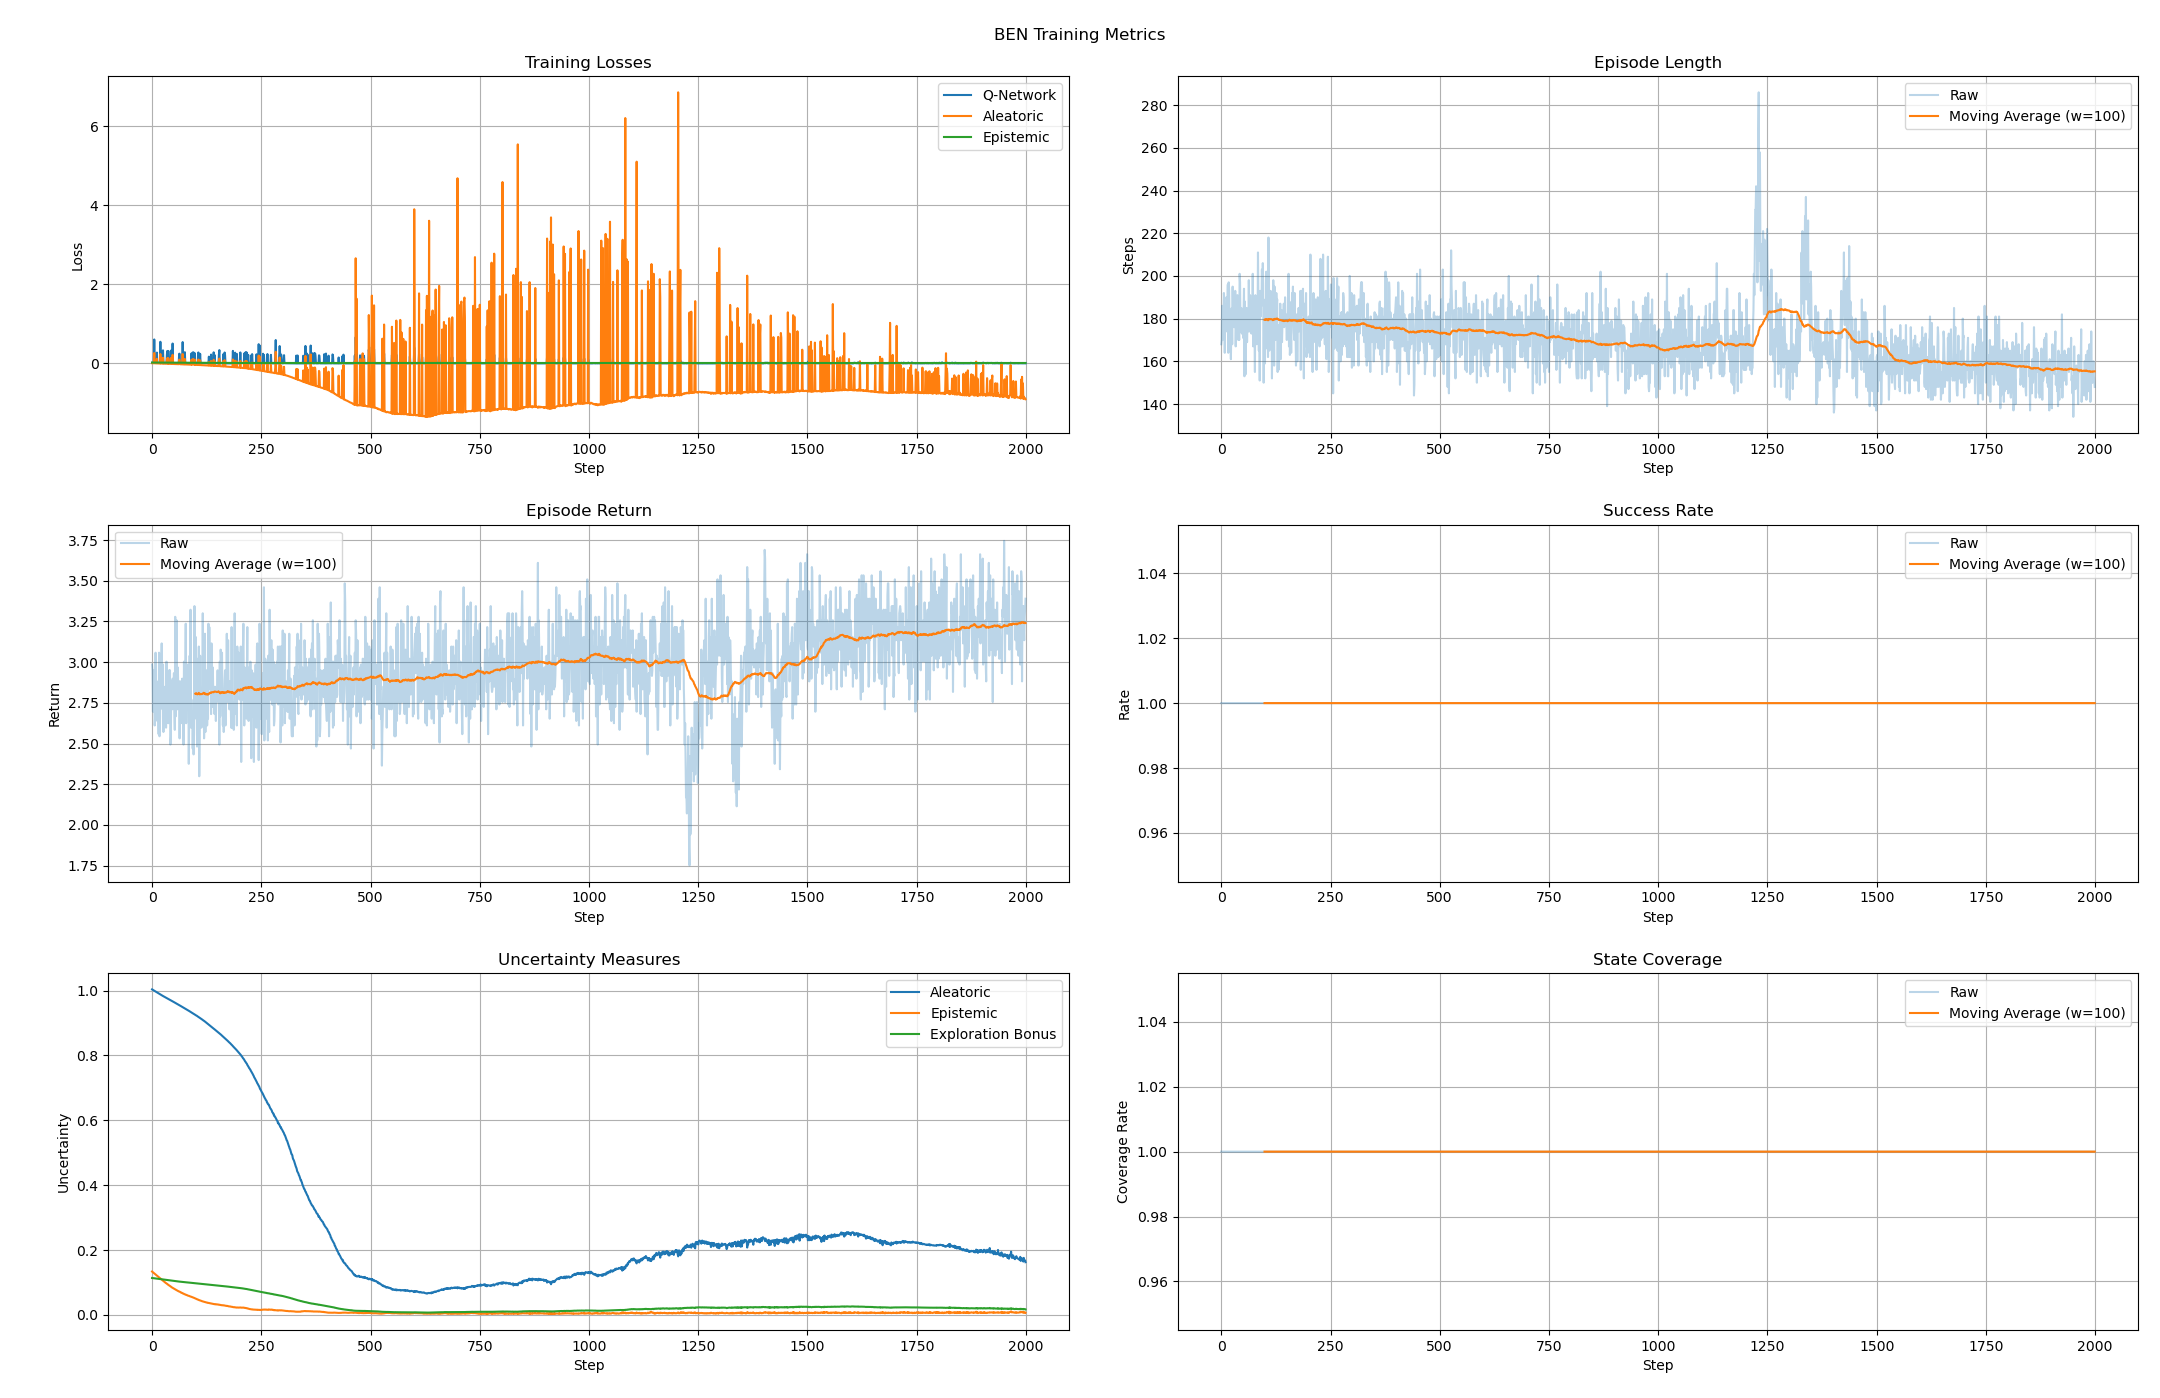 BEN Training Metrics
Training Losses
Loss
6
4
2
0
Q-Network
Aleatoric
Epistemic
0 250 500 750 1000 1250 1500 1750 2000
Step
Episode Length
Steps
280
260
240
220
200
180
160
140
Raw
Moving Average (w=100)
0 250 500 750 1000 1250 1500 1750 2000
Step
Episode Return
Return
3.75
3.50
3.25
3.00
2.75
2.50
2.25
2.00
1.75
Raw
Moving Average (w=100)
0 250 500 750 1000 1250 1500 1750 2000
Step
Success Rate
Rate
1.04
1.02
1.00
0.98
0.96
Raw
Moving Average (w=100)
0 250 500 750 1000 1250 1500 1750 2000
Step
Uncertainty Measures
Uncertainty
1.0
0.8
0.6
0.4
0.2
0.0
Aleatoric
Epistemic
Exploration Bonus
0 250 500 750 1000 1250 1500 1750 2000
Step
State Coverage
Coverage Rate
1.04
1.02
1.00
0.98
0.96
Raw
Moving Average (w=100)
0 250 500 750 1000 1250 1500 1750 2000
Step